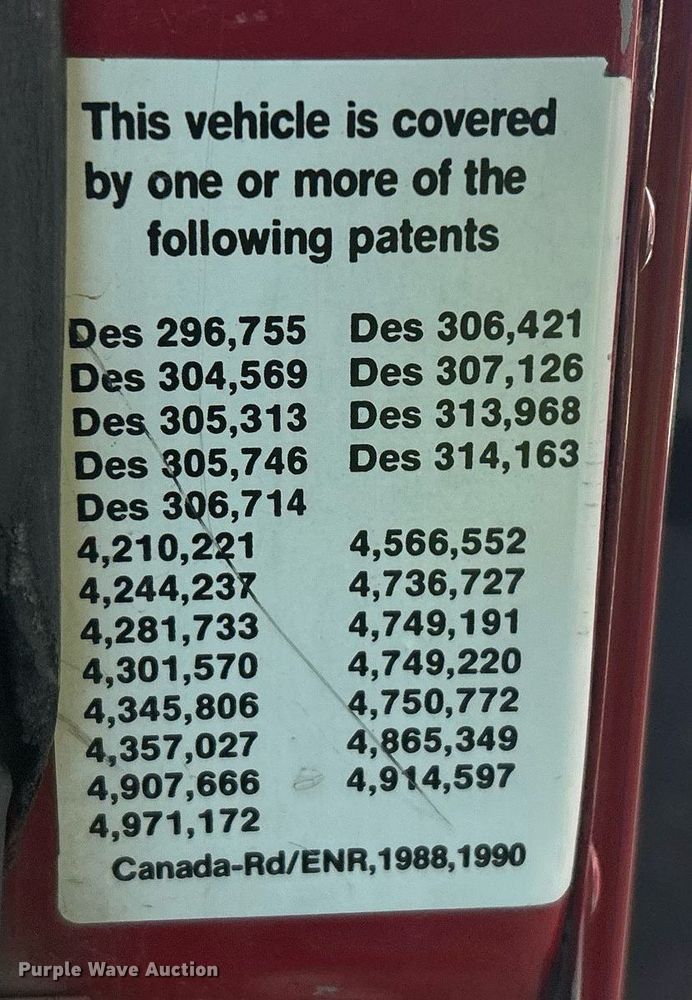 This vehicle is covered
by one or more of the
following patents
Des 296,755 Des 306,421
Des 304,569 Des 307,126
Des 305,313 Des 313,968
Des 305,746 Des 314,163
Des 306,714
4,210,221 4,566,552
4,244,237 4,736,727
4,281,733 4,749,191
4,301,570 4,749,220
4,345,806 4,750,772
4,357,027 4,865,349
4,907,666 4,914,597
4,971,172
Canada-Rd/ENR,1988,1990
Purple Wave Auction